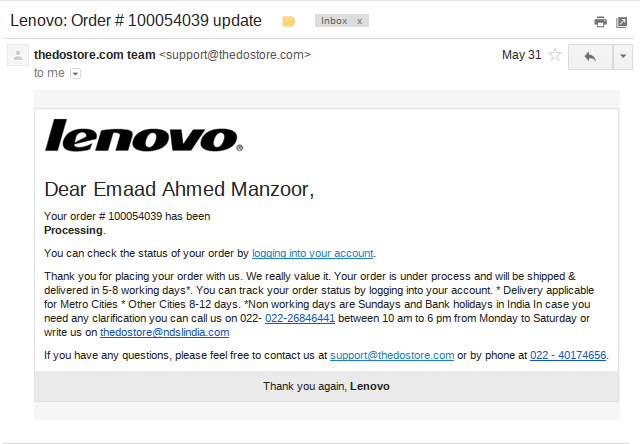 Lenovo: Order # 100054039 update
Inbox x
thedostore.com team <support@thedostore.com>
May 31
to me
lenovo®
Dear Emaad Ahmed Manzoor,
Your order # 100054039 has been
Processing.
You can check the status of your order by logging into your account.
Thank you for placing your order with us. We really value it. Your order is under process and will be shipped &
delivered in 5-8 working days*. You can track your order status by logging into your account. * Delivery applicable
for Metro Cities * Other Cities 8-12 days. *Non working days are Sundays and Bank holidays in India In case you
need any clarification you can call us on 022- 022-26846441 between 10 am to 6 pm from Monday to Saturday or
write us on thedostore@ndslindia.com
If you have any questions, please feel free to contact us at support@thedostore.com or by phone at 022 - 40174656.
Thank you again, Lenovo